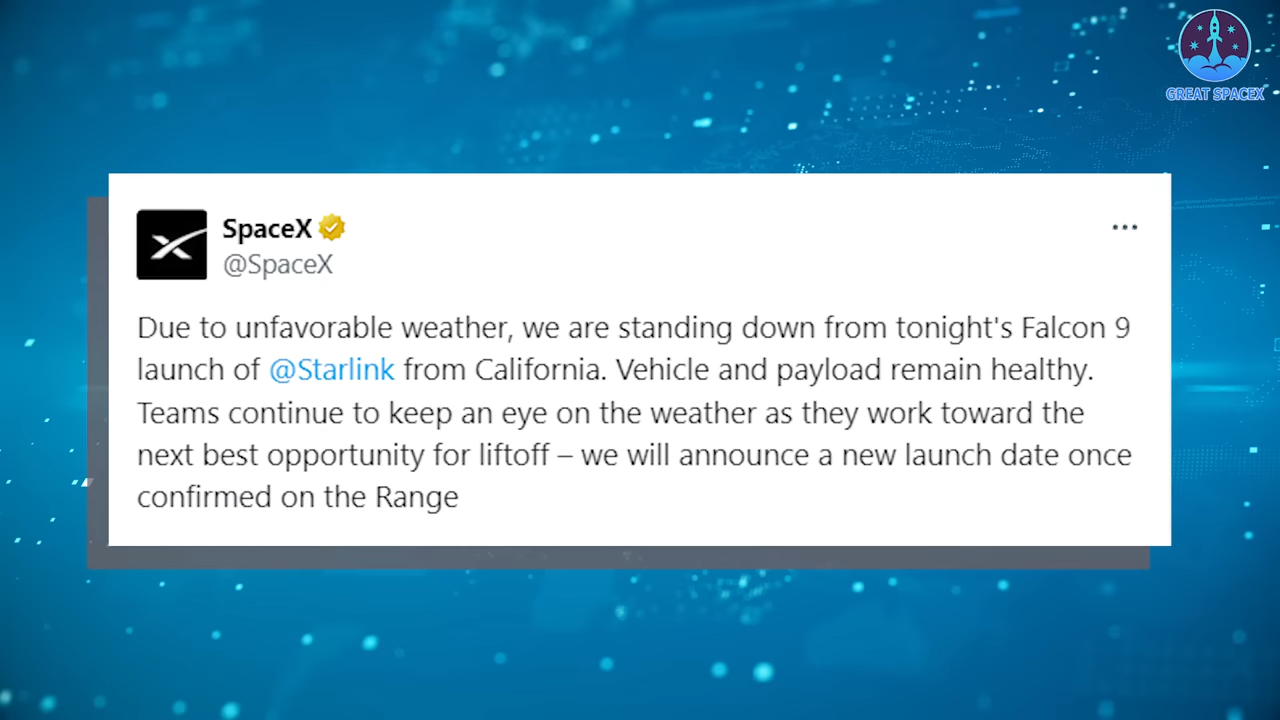 GREAT SPACEX
SpaceX
@SpaceX
Due to unfavorable weather, we are standing down from tonight's Falcon 9
launch of @Starlink from California. Vehicle and payload remain healthy.
Teams continue to keep an eye on the weather as they work toward the
next best opportunity for liftoff – we will announce a new launch date once
confirmed on the Range